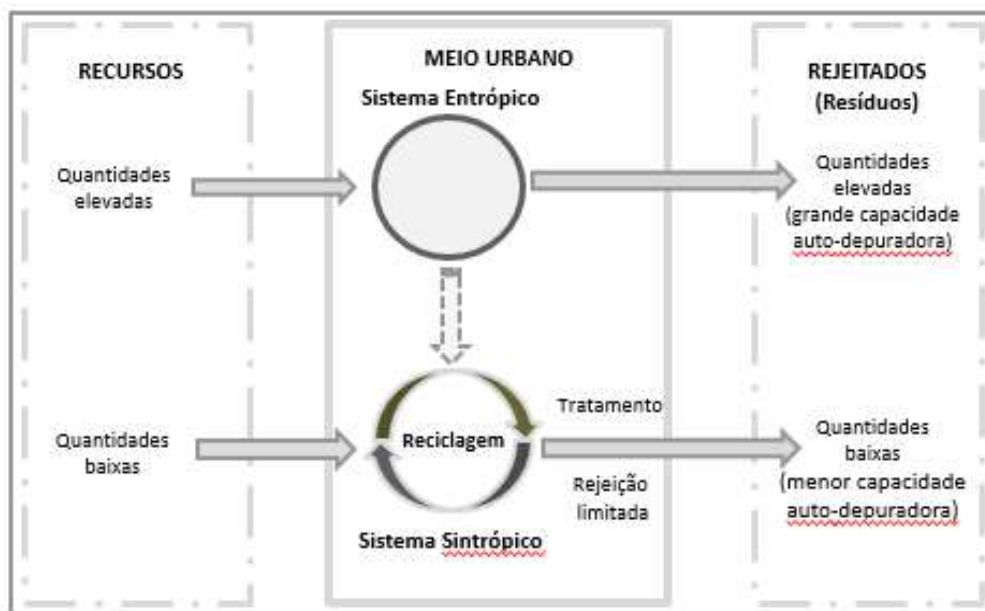 RECURSOS
MEIO URBANO
REJEITADOS
(Resíduos)
Sistema Entrópico
Quantidades
elevadas
Quantidades
elevadas
(grande capacidade
auto-depuradora)
Reciclagem
Tratamento
Quantidades
baixas
Rejeição
limitada
Quantidades
baixas
(menor capacidade
auto-depuradora)
Sistema Sintrópico